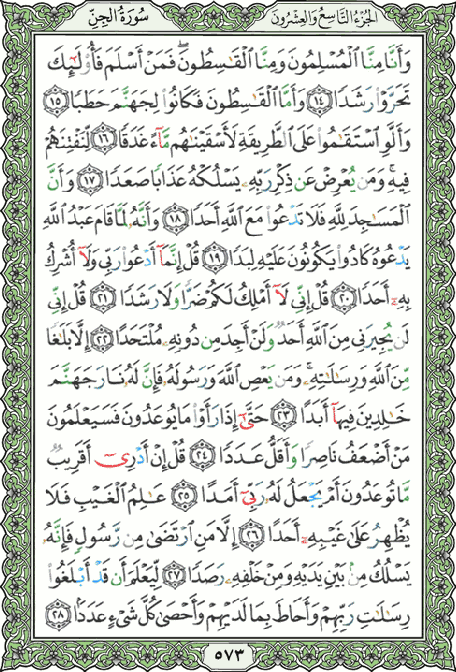 سُورَةُ الجِنِّ
الجُزْءُ التَّاسِعُ وَالعِشْرُونَ
وَأَنَّا مِنَّا ٱلْمُسْلِمُونَ وَمِنَّا ٱلْقَـٰسِطُونَ ۖ فَمَنْ أَسْلَمَ فَأُو۟لَـٰٓئِكَ
تَحَرَّوْا۟ رَشَدًا ﴿١٤﴾ وَأَمَّا ٱلْقَـٰسِطُونَ فَكَانُوا۟ لِجَهَنَّمَ حَطَبًا ﴿١٥﴾
وَأَلَّوِ ٱسْتَقَـٰمُوا۟ عَلَى ٱلطَّرِيقَةِ لَأَسْقَيْنَـٰهُم مَّآءً غَدَقًا ﴿١٦﴾ لِّنَفْتِنَهُمْ
فِيهِ ۚ وَمَن يُعْرِضْ عَن ذِكْرِ رَبِّهِۦ يَسْلُكْهُ عَذَابًا صَعَدًا ﴿١٧﴾ وَأَنَّ
ٱلْمَسَـٰجِدَ لِلَّهِ فَلَا تَدْعُوا۟ مَعَ ٱللَّهِ أَحَدًا ﴿١٨﴾ وَأَنَّهُۥ لَمَّا قَامَ عَبْدُ ٱللَّهِ
يَدْعُوهُ كَادُوا۟ يَكُونُونَ عَلَيْهِ لِبَدًا ﴿١٩﴾ قُلْ إِنَّمَآ أَدْعُوا۟ رَبِّى وَلَآ أُشْرِكُ
بِهِۦٓ أَحَدًا ﴿٢٠﴾ قُلْ إِنِّى لَآ أَمْلِكُ لَكُمْ ضَرًّا وَلَا رَشَدًا ﴿٢١﴾ قُلْ إِنِّى
لَن يُجِيرَنِى مِنَ ٱللَّهِ أَحَدٌ وَلَنْ أَجِدَ مِن دُونِهِۦ مُلْتَحَدًا ﴿٢٢﴾ إِلَّا بَلَـٰغًا
مِّنَ ٱللَّهِ وَرِسَـٰلَـٰتِهِۦ ۚ وَمَن يَعْصِ ٱللَّهَ وَرَسُولَهُۥ فَإِنَّ لَهُۥ نَارَ جَهَنَّمَ
خَـٰلِدِينَ فِيهَآ أَبَدًا ﴿٢٣﴾ حَتَّىٰٓ إِذَا رَأَوْا۟ مَا يُوعَدُونَ فَسَيَعْلَمُونَ
مَنْ أَضْعَفُ نَاصِرًا وَأَقَلُّ عَدَدًا ﴿٢٤﴾ قُلْ إِنْ أَدْرِىٓ أَقَرِيبٌ
مَّا تُوعَدُونَ أَمْ يَجْعَلُ لَهُۥ رَبِّىٓ أَمَدًا ﴿٢٥﴾ عَـٰلِمُ ٱلْغَيْبِ فَلَا
يُظْهِرُ عَلَىٰ غَيْبِهِۦٓ أَحَدًا ﴿٢٦﴾ إِلَّا مَنِ ٱرْتَضَىٰ مِن رَّسُولٍ فَإِنَّهُۥ
يَسْلُكُ مِنۢ بَيْنِ يَدَيْهِ وَمِنْ خَلْفِهِۦ رَصَدًا ﴿٢٧﴾ لِّيَعْلَمَ أَن قَدْ أَبْلَغُوا۟
رِسَـٰلَـٰتِ رَبِّهِمْ وَأَحَاطَ بِمَا لَدَيْهِمْ وَأَحْصَىٰ كُلَّ شَىْءٍ عَدَدًۢا ﴿٢٨﴾
٥٧٣